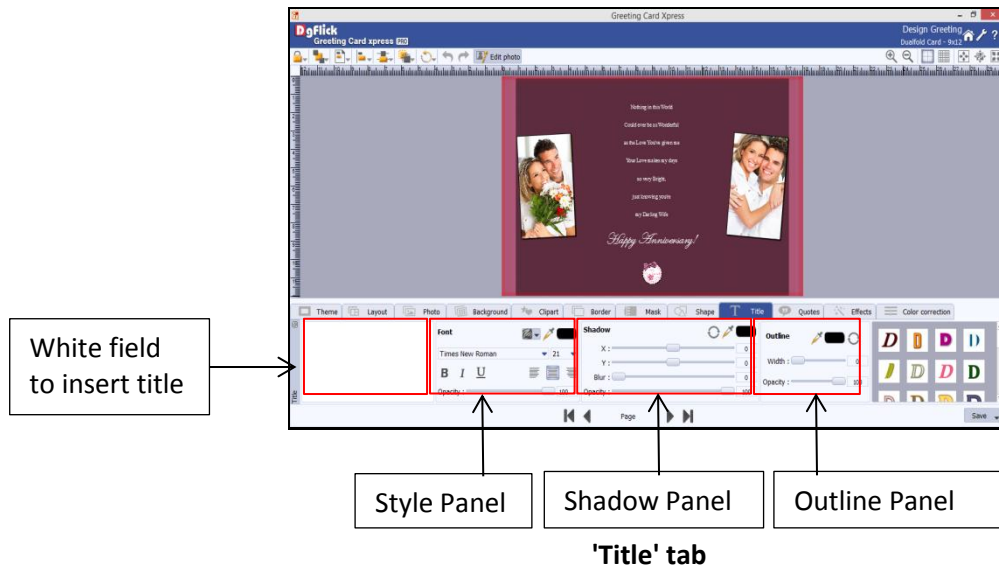 Greeting Card Xpress
DgFlick
Greeting Card xpress PRO
Design Greeting
Dualfold Card - 9x12
?
Edit photo
Nothing in this World
Could ever be so Wonderful
as the Love You've given me
Your Love makes my days
so very Bright,
just knowing you're
my Darling Wife
Happy Anniversary!
Theme Layout Photo Background Clipart Border Mask Shape T Title Quotes Effects Color correction
Title
Font
Times New Roman 21
B I U
Opacity : 100
Shadow
X : 0
Y : 0
Blur : 0
Opacity : 100
Outline
Width : 0
Opacity : 100
D D D D
D D D
D D D D
Page
Save
White field
to insert title
Style Panel
Shadow Panel
Outline Panel
'Title' tab